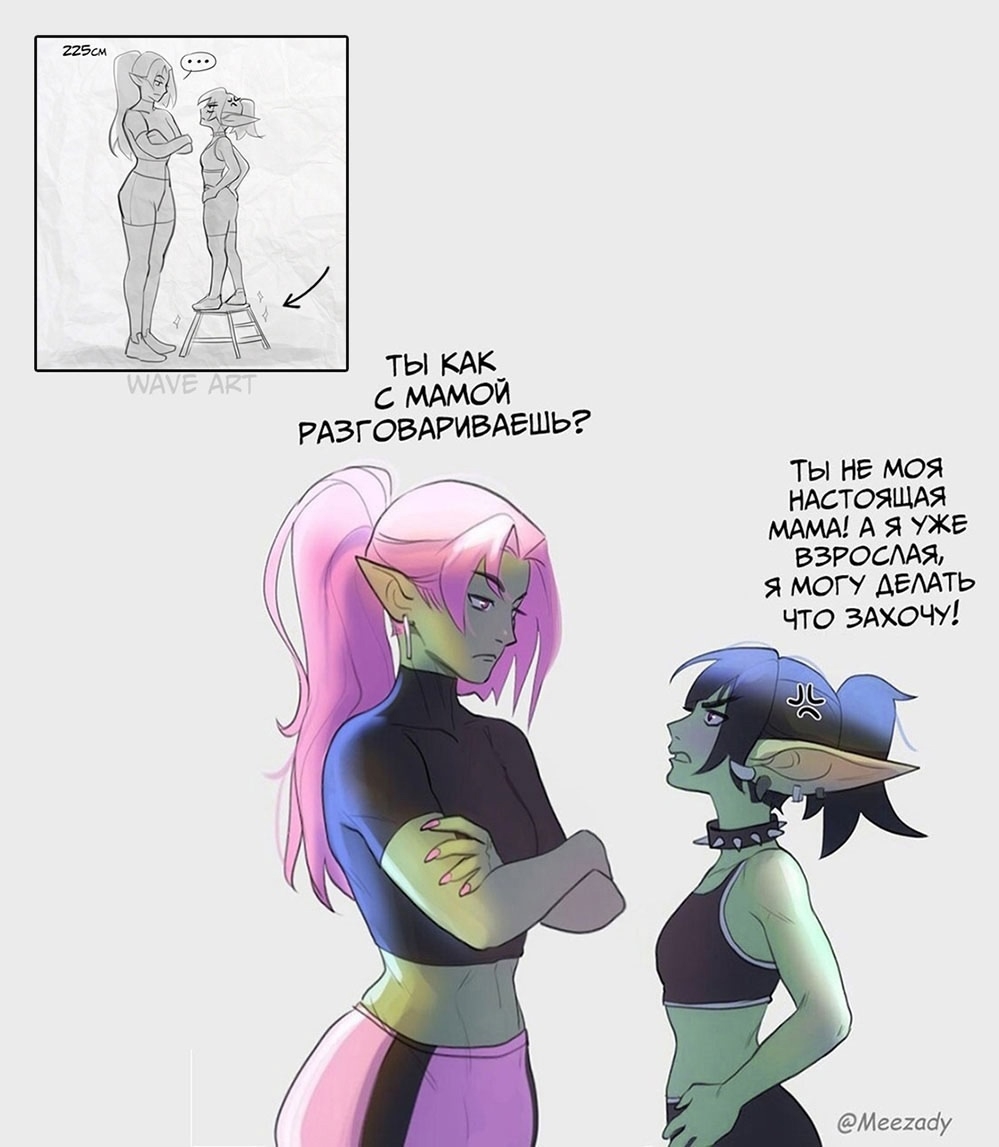 225см
...
WAVE ART
ТЫ КАК
С МАМОЙ
РАЗГОВАРИВАЕШЬ?
ТЫ НЕ МОЯ
НАСТОЯЩАЯ
МАМА! А Я УЖЕ
ВЗРОСЛАЯ,
Я МОГУ ДЕЛАТЬ
ЧТО ЗАХОЧУ!
@Meezady